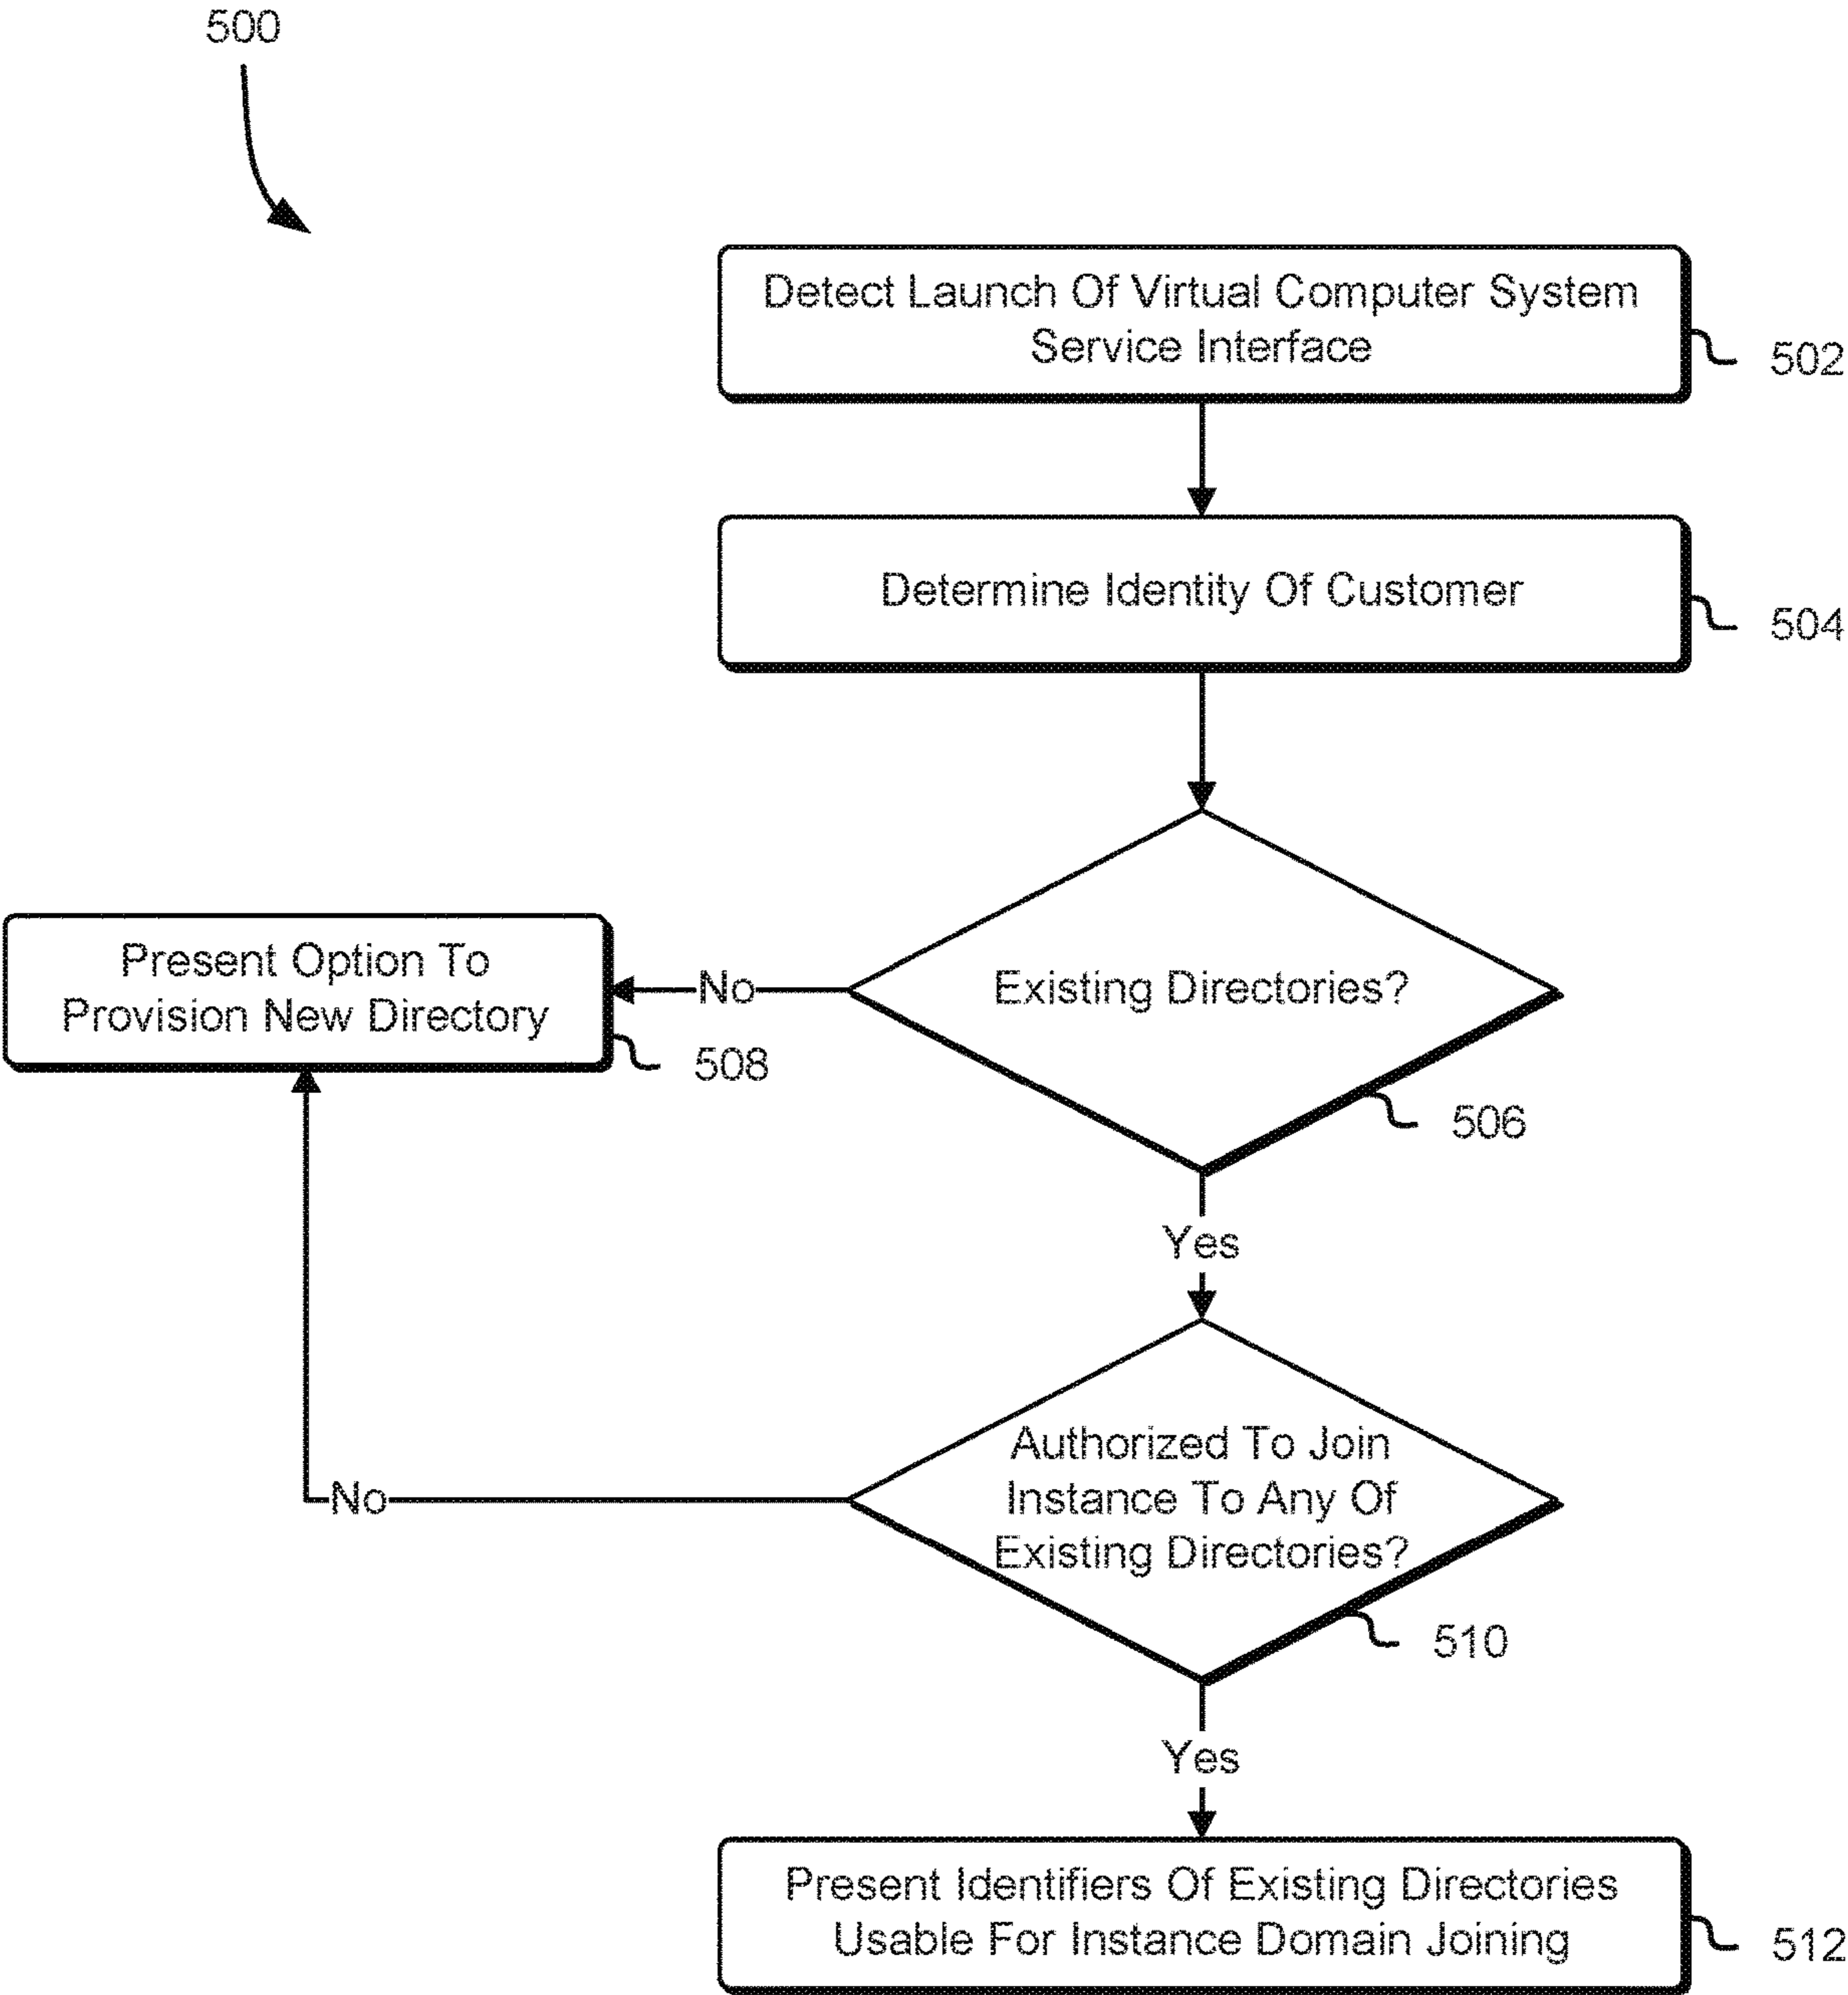 500
Detect Launch Of Virtual Computer System
Service Interface
502
Determine Identity Of Customer
504
Existing Directories?
506
No
Present Option To
Provision New Directory
508
Yes
Authorized To Join
Instance To Any Of
Existing Directories?
510
No
Yes
Present Identifiers Of Existing Directories
Usable For Instance Domain Joining
512